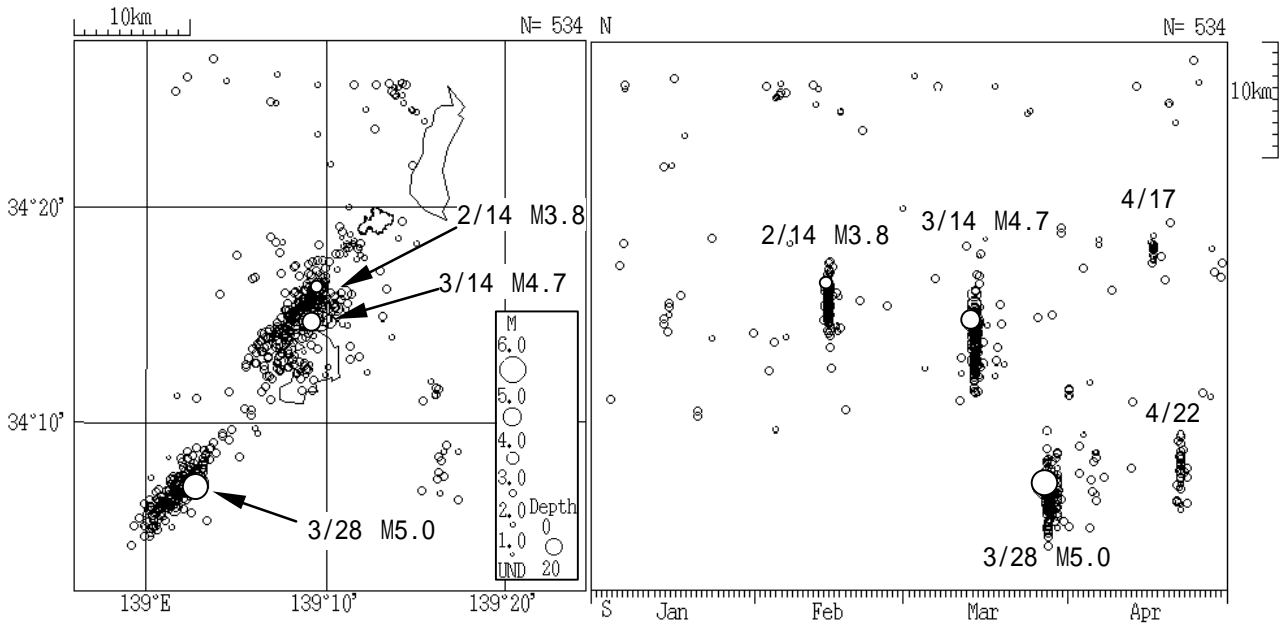 10km
N= 534
N
N= 534
10km
34°20'
2/14 M3.8
3/14 M4.7
M
6.0
5.0
4.0
3.0
2.0
1.0
UND
Depth
0
20
34°10'
3/28 M5.0
139°E
139°10'
139°20'
2/14 M3.8
3/14 M4.7
4/17
4/22
3/28 M5.0
S
Jan
Feb
Mar
Apr